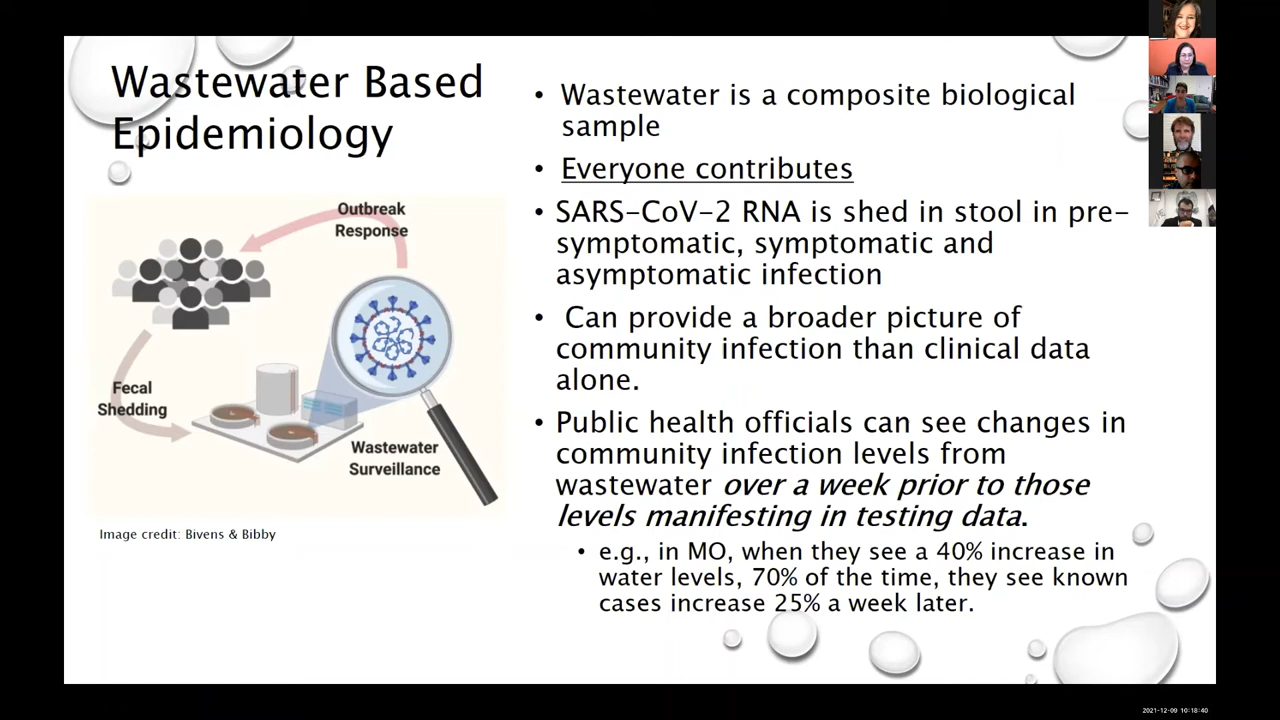 Wastewater Based
Epidemiology
Outbreak
Response
Fecal
Shedding
Wastewater
Surveillance
Image credit: Bivens & Bibby
• Wastewater is a composite biological
sample
• Everyone contributes
• SARS-CoV-2 RNA is shed in stool in pre-
symptomatic, symptomatic and
asymptomatic infection
• Can provide a broader picture of
community infection than clinical data
alone.
• Public health officials can see changes in
community infection levels from
wastewater over a week prior to those
levels manifesting in testing data.
• e.g., in MO, when they see a 40% increase in
water levels, 70% of the time, they see known
cases increase 25% a week later.
2021-12-09 10:18:40